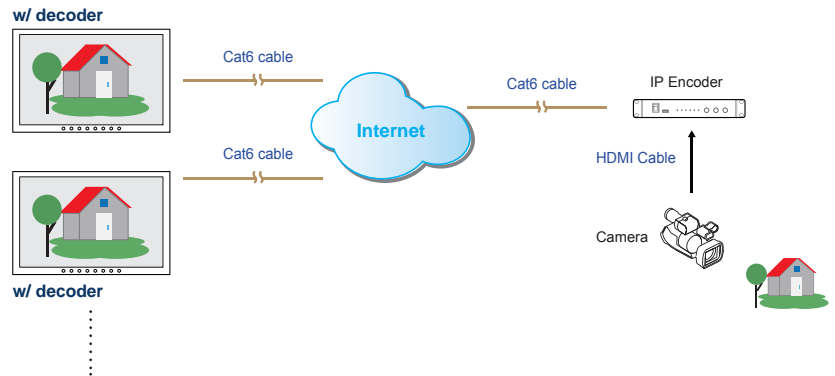 w/ decoder
Cat6 cable
Cat6 cable
IP Encoder
Internet
Cat6 cable
HDMI Cable
Camera
w/ decoder